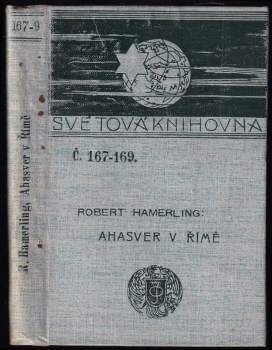 167-9
R. Hamerling, Ahasver v Římě
SVĚTOVÁ KNIHOVNA
Č. 167-169.
ROBERT HAMERLING:
AHASVER V ŘÍMĚ